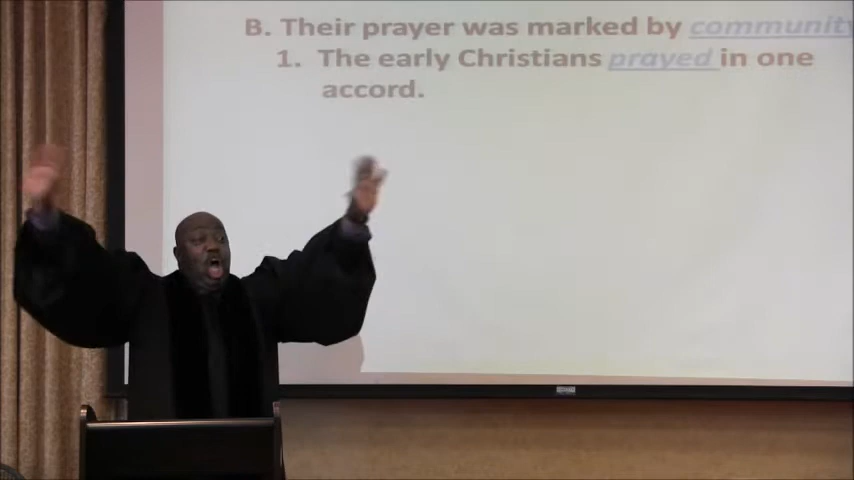 B. Their prayer was marked by community
1. The early Christians prayed in one
accord.